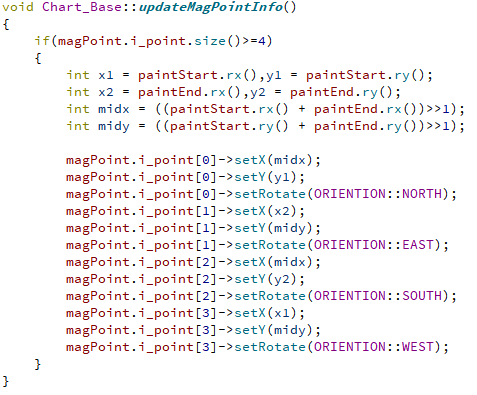 void Chart_Base::updateMagPointInfo()
{
    if(magPoint.i_point.size()>=4)
    {
        int x1 = paintStart.rx(),y1 = paintStart.ry();
        int x2 = paintEnd.rx(),y2 = paintEnd.ry();
        int midx = ((paintStart.rx() + paintEnd.rx())>>1);
        int midy = ((paintStart.ry() + paintEnd.ry())>>1);

        magPoint.i_point[0]->setX(midx);
        magPoint.i_point[0]->setY(y1);
        magPoint.i_point[0]->setRotate(ORIENTION::NORTH);
        magPoint.i_point[1]->setX(x2);
        magPoint.i_point[1]->setY(midy);
        magPoint.i_point[1]->setRotate(ORIENTION::EAST);
        magPoint.i_point[2]->setX(midx);
        magPoint.i_point[2]->setY(y2);
        magPoint.i_point[2]->setRotate(ORIENTION::SOUTH);
        magPoint.i_point[3]->setX(x1);
        magPoint.i_point[3]->setY(midy);
        magPoint.i_point[3]->setRotate(ORIENTION::WEST);
    }
}